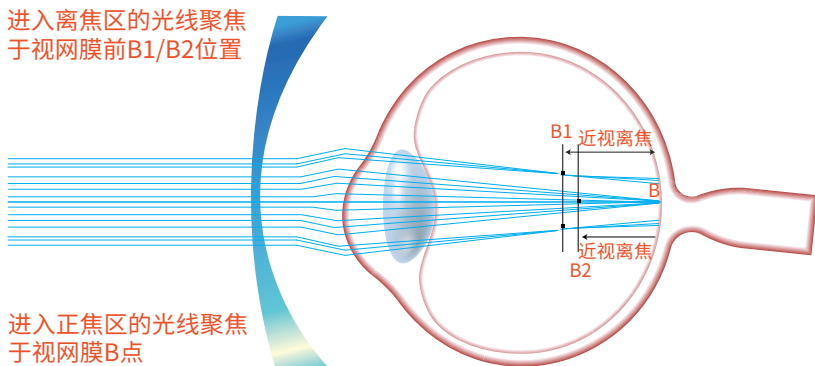 进入离焦区的光线聚焦
于视网膜前B1/B2位置
B1
近视离焦
B
近视离焦
B2
进入正焦区的光线聚焦
于视网膜B点